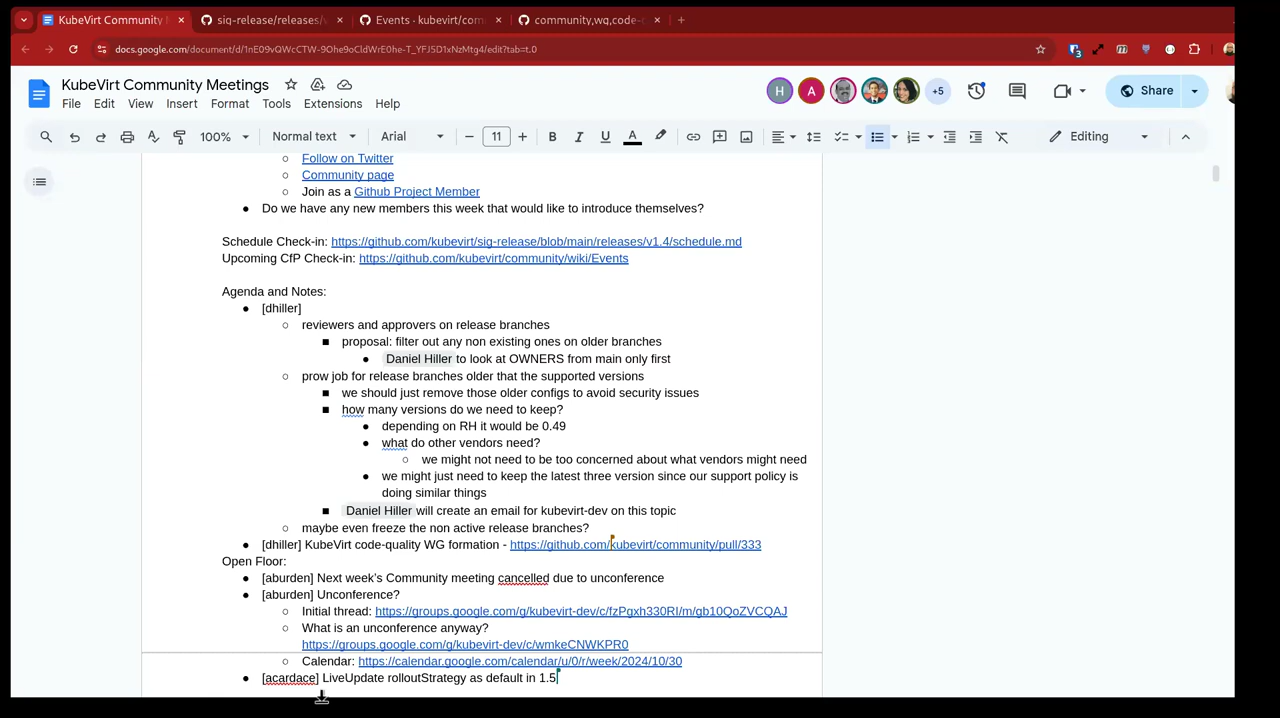 KubeVirt Community M
sig-release/releases/v
Events · kubevirt/com
community,wg,code-
docs.google.com/document/d/1nE09vQWcCTW-9Ohe9oCldWrE0he-T_YFJ5D1xNzMtg4/edit?tab=t.0
KubeVirt Community Meetings
File Edit View Insert Format Tools Extensions Help
H A +5 Share
100% Normal text Arial 11 B I U A Editing
Follow on Twitter
Community page
Join as a Github Project Member
Do we have any new members this week that would like to introduce themselves?
Schedule Check-in: https://github.com/kubevirt/sig-release/blob/main/releases/v1.4/schedule.md
Upcoming CfP Check-in: https://github.com/kubevirt/community/wiki/Events
Agenda and Notes:
[dhiller]
reviewers and approvers on release branches
proposal: filter out any non existing ones on older branches
Daniel Hiller to look at OWNERS from main only first
prow job for release branches older that the supported versions
we should just remove those older configs to avoid security issues
how many versions do we need to keep?
depending on RH it would be 0.49
what do other vendors need?
we might not need to be too concerned about what vendors might need
we might just need to keep the latest three version since our support policy is
doing similar things
Daniel Hiller will create an email for kubevirt-dev on this topic
maybe even freeze the non active release branches?
[dhiller] KubeVirt code-quality WG formation - https://github.com/kubevirt/community/pull/333
Open Floor:
[aburden] Next week's Community meeting cancelled due to unconference
[aburden] Unconference?
Initial thread: https://groups.google.com/g/kubevirt-dev/c/fzPgxh330RI/m/gb10QoZVCQAJ
What is an unconference anyway?
https://groups.google.com/g/kubevirt-dev/c/wmkeCNWKPR0
Calendar: https://calendar.google.com/calendar/u/0/r/week/2024/10/30
[acardace] LiveUpdate rolloutStrategy as default in 1.5